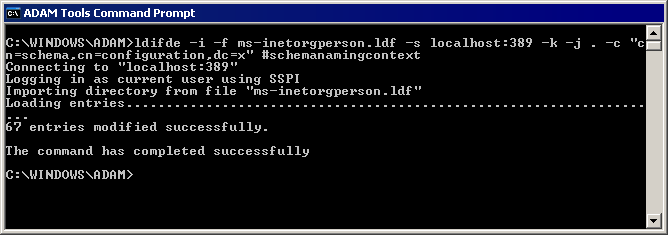 ADAM Tools Command Prompt
C:\WINDOWS\ADAM>ldifde -i -f ms-inetorgperson.ldf -s localhost:389 -k -j . -c "c
n=schema,cn=configuration,dc=x" #schemanamingcontext
Connecting to "localhost:389"
Logging in as current user using SSPI
Importing directory from file "ms-inetorgperson.ldf"
Loading entries.................................................................
...
67 entries modified successfully.
The command has completed successfully
C:\WINDOWS\ADAM>